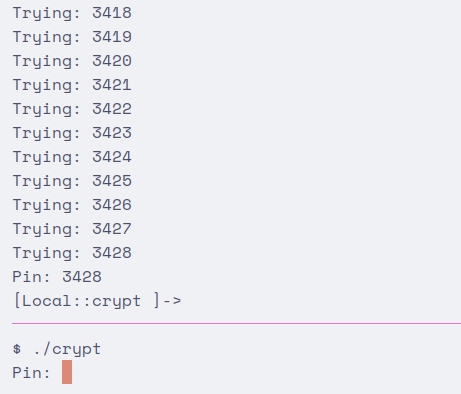 Trying: 3418
Trying: 3419
Trying: 3420
Trying: 3421
Trying: 3422
Trying: 3423
Trying: 3424
Trying: 3425
Trying: 3426
Trying: 3427
Trying: 3428
Pin: 3428
[Local::crypt ]->
$ ./crypt
Pin: